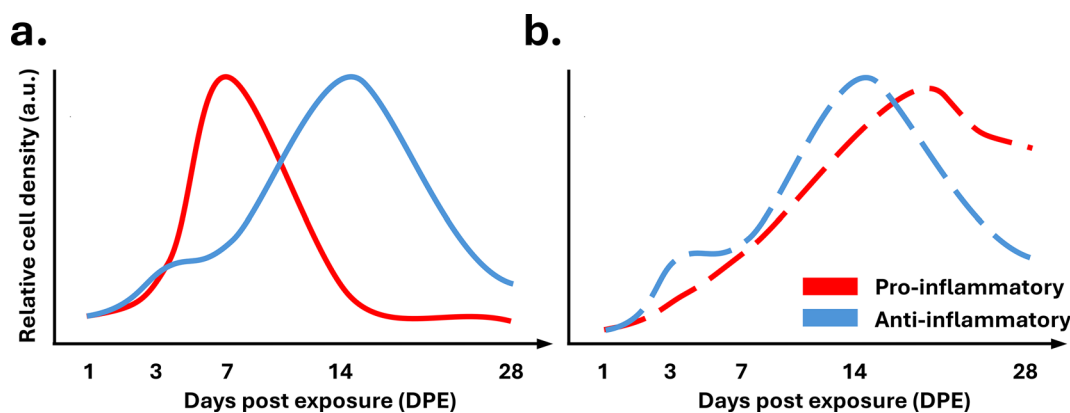 a.
Relative cell density (a.u.)
1 3 7 14 28
Days post exposure (DPE)
b.
Pro-inflammatory
Anti-inflammatory
1 3 7 14 28
Days post exposure (DPE)